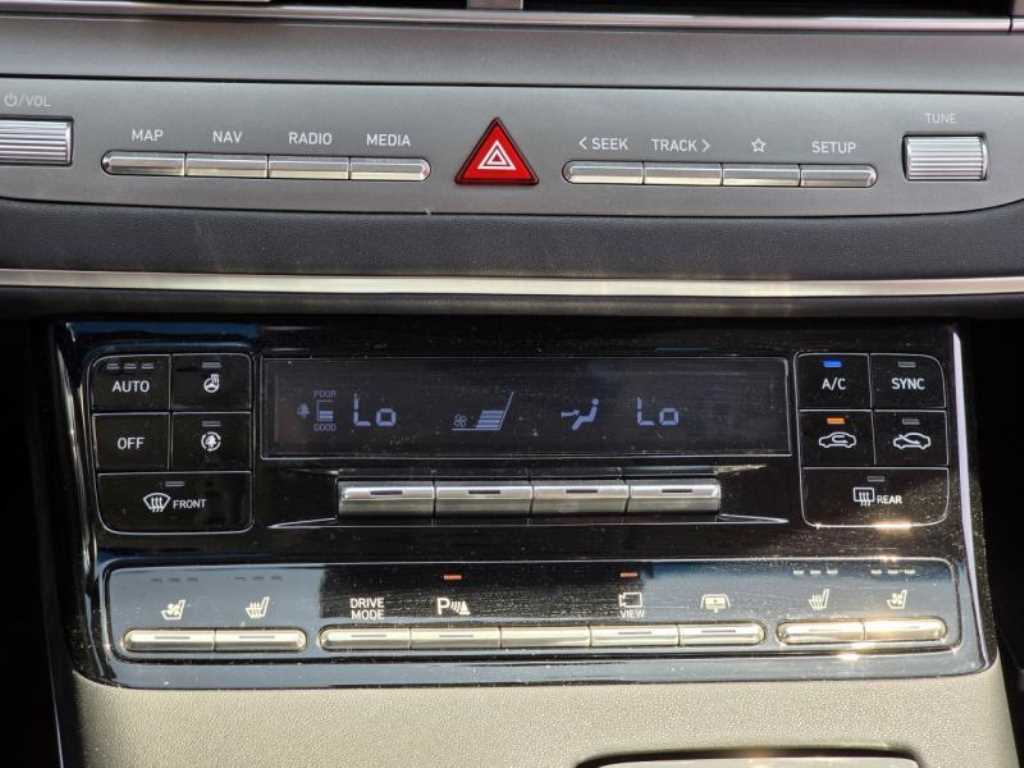 /VOL
MAP NAV RADIO MEDIA
< SEEK TRACK > SETUP
TUNE
AUTO
OFF
FRONT
POOR
GOOD
Lo
Lo
A/C SYNC
REAR
DRIVE
MODE
P
VIEW